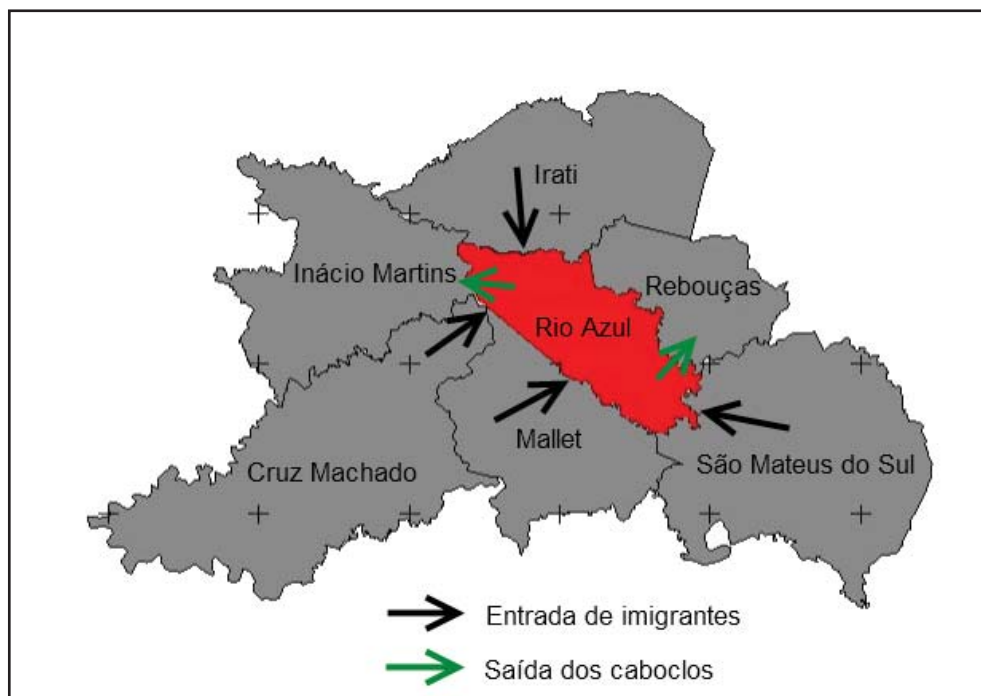 Irati
Inácio Martins
Rebouças
Rio Azul
Mallet
São Mateus do Sul
Cruz Machado
Entrada de imigrantes
Saída dos caboclos